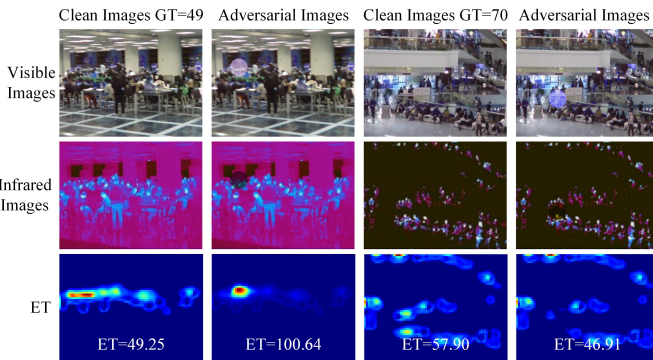 Clean Images GT=49 Adversarial Images Clean Images GT=70 Adversarial Images
Visible
Images
Infrared
Images
ET
ET=49.25 ET=100.64 ET=57.90 ET=46.91